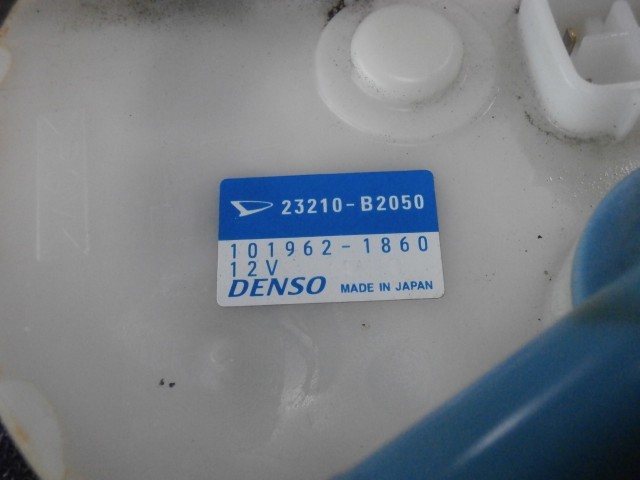 23210-B2050
101962-1860
12V
DENSO MADE IN JAPAN